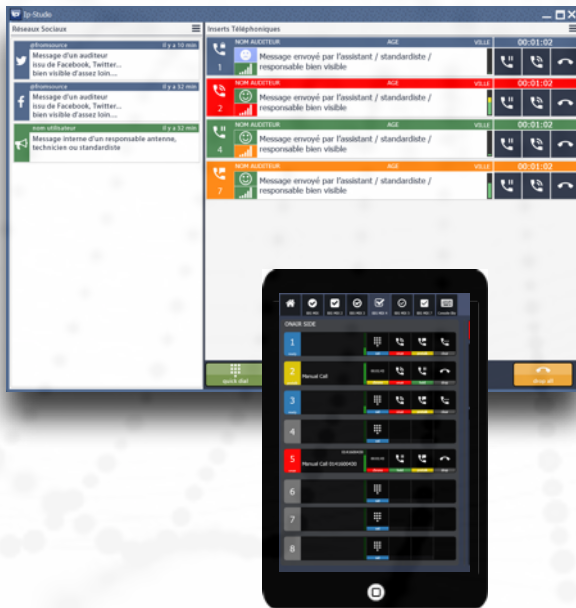 Ip-Studio
Réseaux Sociaux
@fromsource il y a 10 min
Message d'un auditeur
issu de Facebook, Twitter...
bien visible d'assez loin....
@fromsource il y a 32 min
Message d'un auditeur
issu de Facebook, Twitter...
bien visible d'assez loin....
nom utilisateur il y a 32 min
Message interne d'un responsable antenne,
technicien ou standardiste
Inserts Téléphoniques
1
NOM AUDITEUR AGE VILLE 00:01:02
Message envoyé par l'assistant / standardiste /
responsable bien visible
2
NOM AUDITEUR AGE VILLE 00:01:02
Message envoyé par l'assistant / standardiste /
responsable bien visible
4
NOM AUDITEUR AGE VILLE 00:01:02
Message envoyé par l'assistant / standardiste /
responsable bien visible
7
NOM AUDITEUR AGE VILLE 00:01:02
Message envoyé par l'assistant / standardiste /
responsable bien visible
quick dial
drop all
ONAIR SIDE
1
2
Manual Call
3
4
5
Manual Call
6
7
8